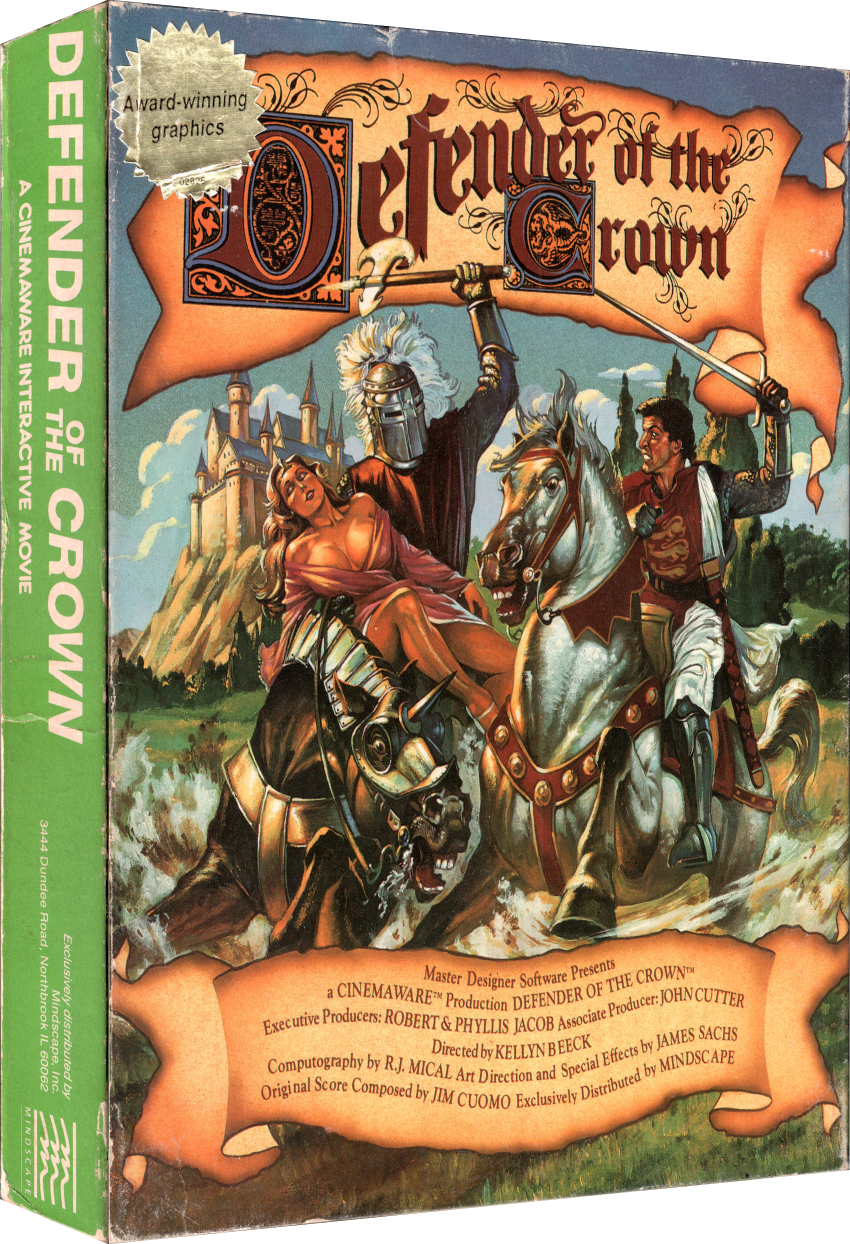 Award-winning
graphics
02825
Defender of the
Crown
Master Designer Software Presents
a CINEMAWARE™ Production DEFENDER OF THE CROWN™
Executive Producers: ROBERT & PHYLLIS JACOB Associate Producer: JOHN CUTTER
Directed by KELLYN BEECK
Computography by R.J. MICAL Art Direction and Special Effects by JAMES SACHS
Original Score Composed by JIM CUOMO Exclusively Distributed by MINDSCAPE
DEFENDER OF THE CROWN
A CINEMAWARE INTERACTIVE MOVIE
Exclusively distributed by
Mindscape, Inc.
3444 Dundee Road, Northbrook IL 60062
MINDSCAPE